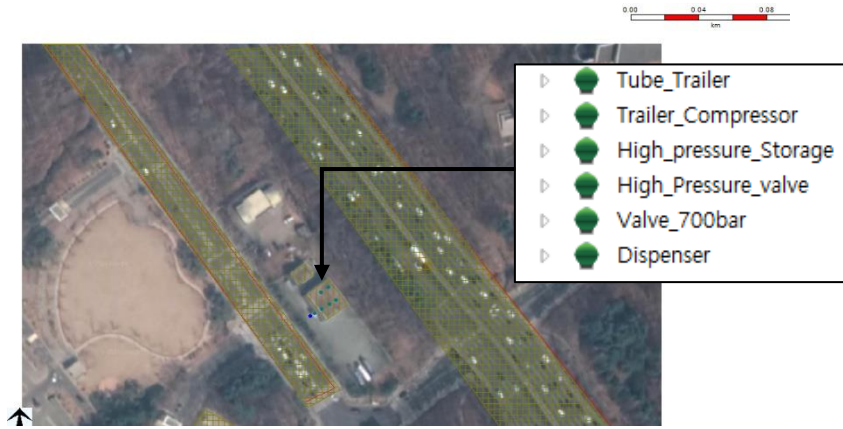 0.00 0.04 0.08
km
Tube_Trailer
Trailer_Compressor
High_pressure_Storage
High_Pressure_valve
Valve_700bar
Dispenser